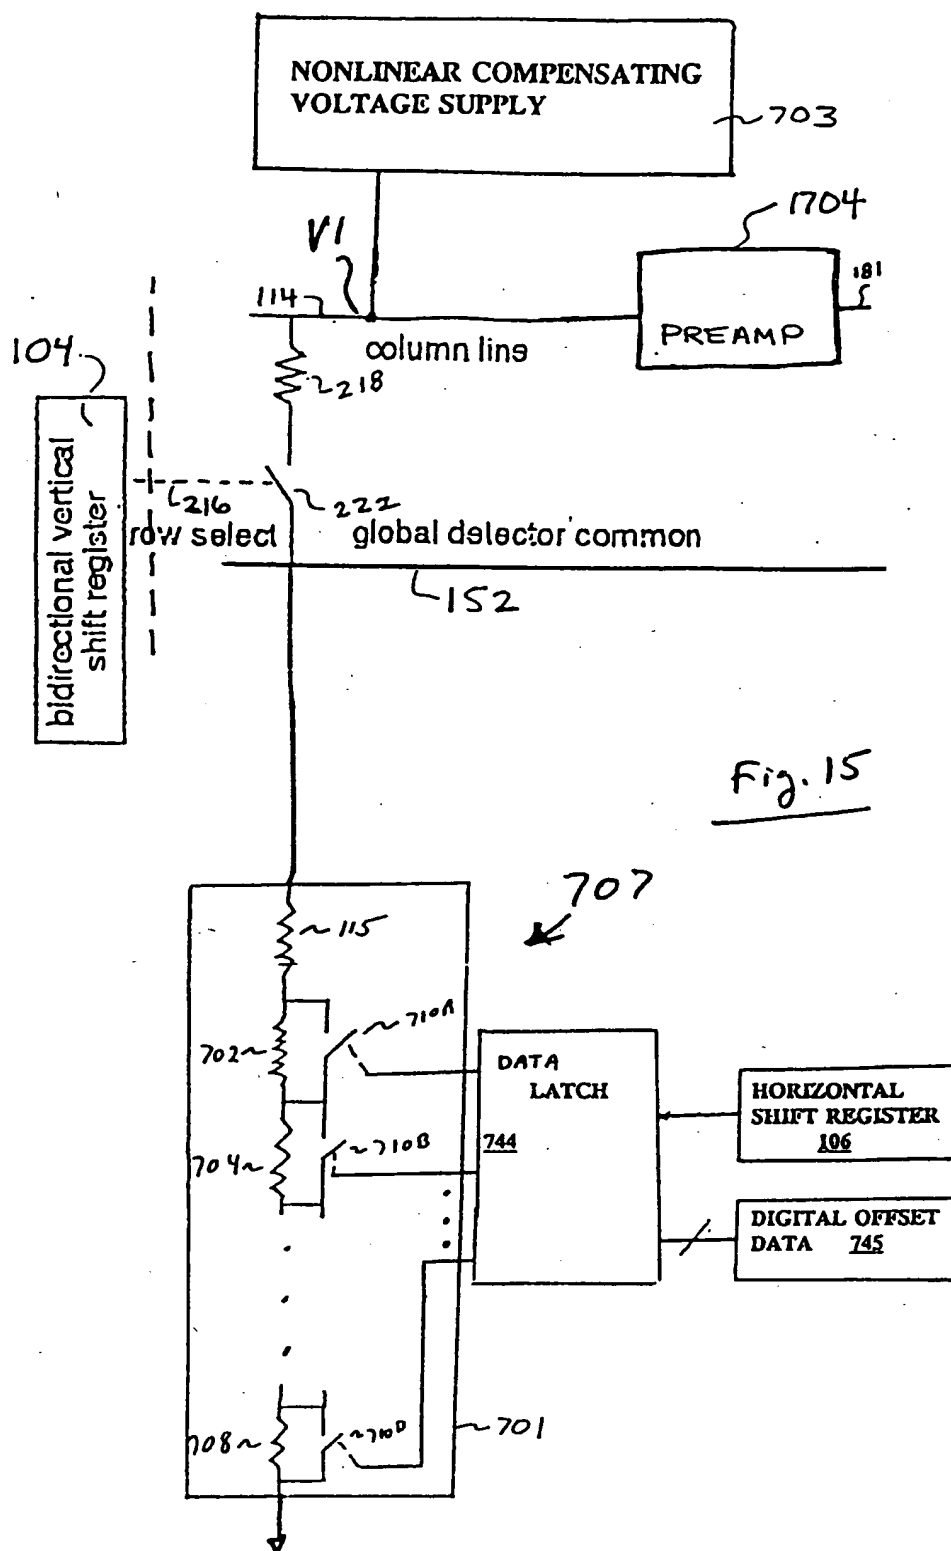 NONLINEAR COMPENSATING
VOLTAGE SUPPLY
703
1704
V1
181
114
PREAMP
column line
104
218
bidirectional vertical
shift register
216
222
row select
global detector common
152
Fig. 15
707
115
710A
702
DATA
LATCH
HORIZONTAL
SHIFT REGISTER
106
744
710B
704
DIGITAL OFFSET
DATA 745
708
710D
701